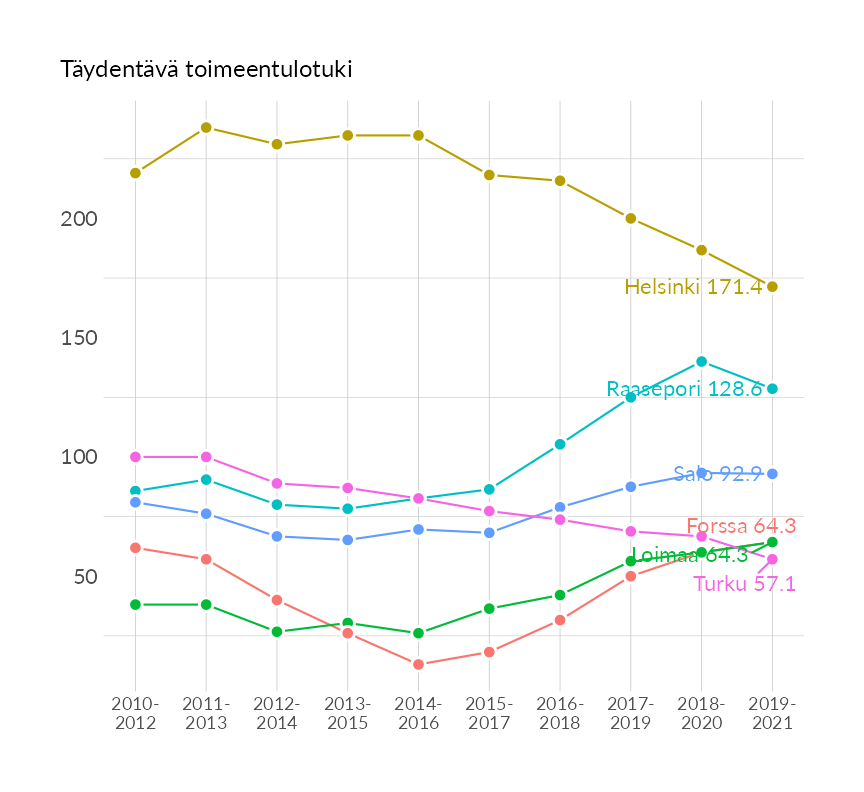 Täydentävä toimeentulotuki
200
150
100
50
Helsinki 171.4
Raasepori 128.6
Salo 92.9
Forssa 64.3
Loimaa 64.3
Turku 57.1
2010- 2011- 2012- 2013- 2014- 2015- 2016- 2017- 2018- 2019-
2012 2013 2014 2015 2016 2017 2018 2019 2020 2021